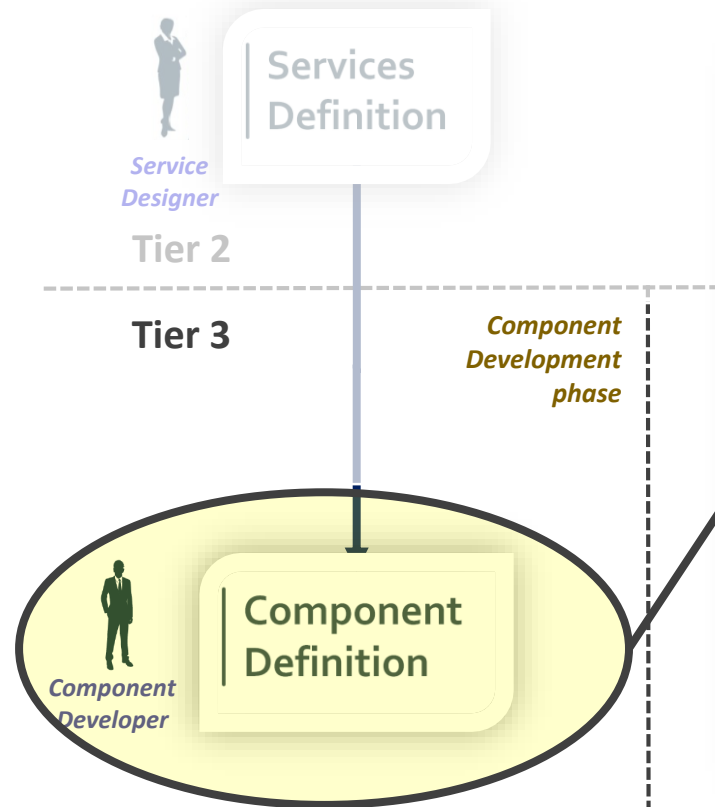 Services
Definition
Service
Designer
Tier 2
Tier 3
Component
Development
phase
Component
Definition
Component
Developer